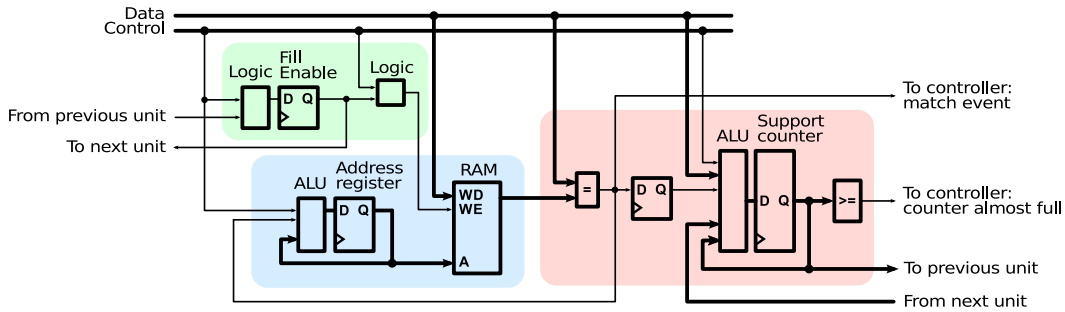 Data
Control
Logic
Fill
Enable
D Q
Logic
From previous unit
To next unit
ALU
Address
register
D Q
RAM
WD
WE
A
=
D Q
ALU
Support
counter
D Q
>=
To controller:
match event
To controller:
counter almost full
To previous unit
From next unit